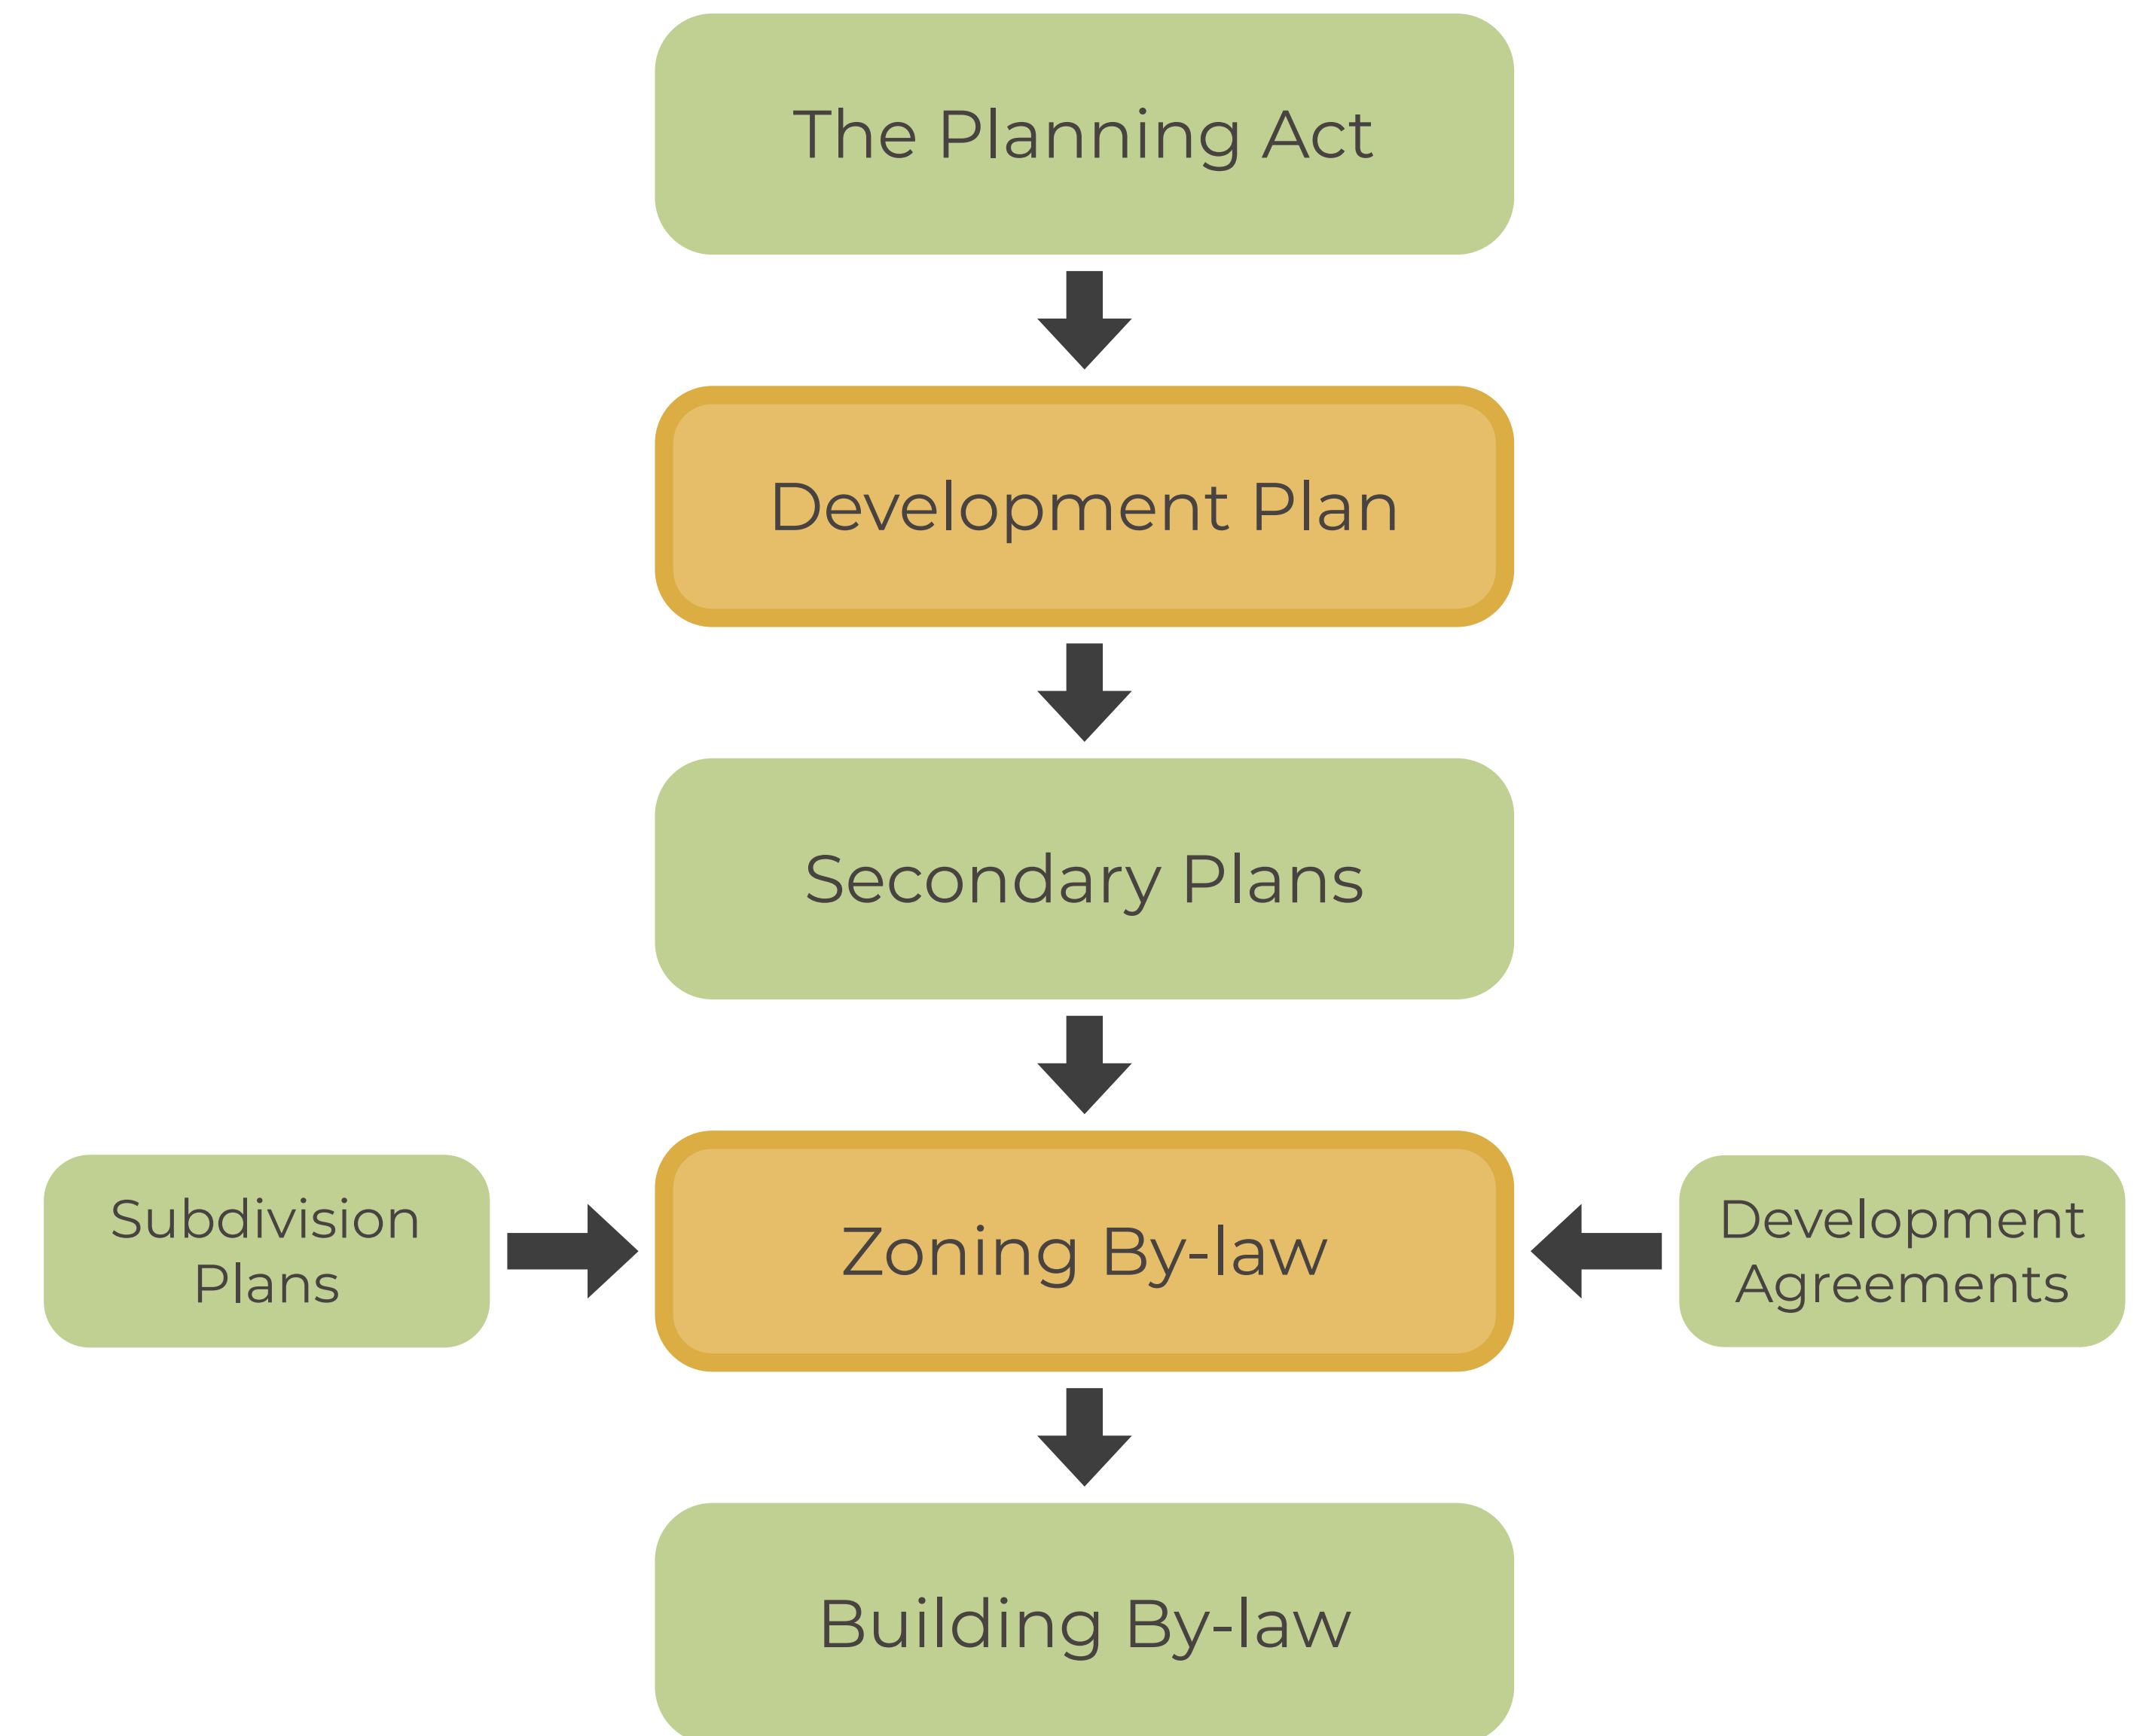 The Planning Act
Development Plan
Secondary Plans
Subdivision
Plans
Zoning By-law
Development
Agreements
Building By-law